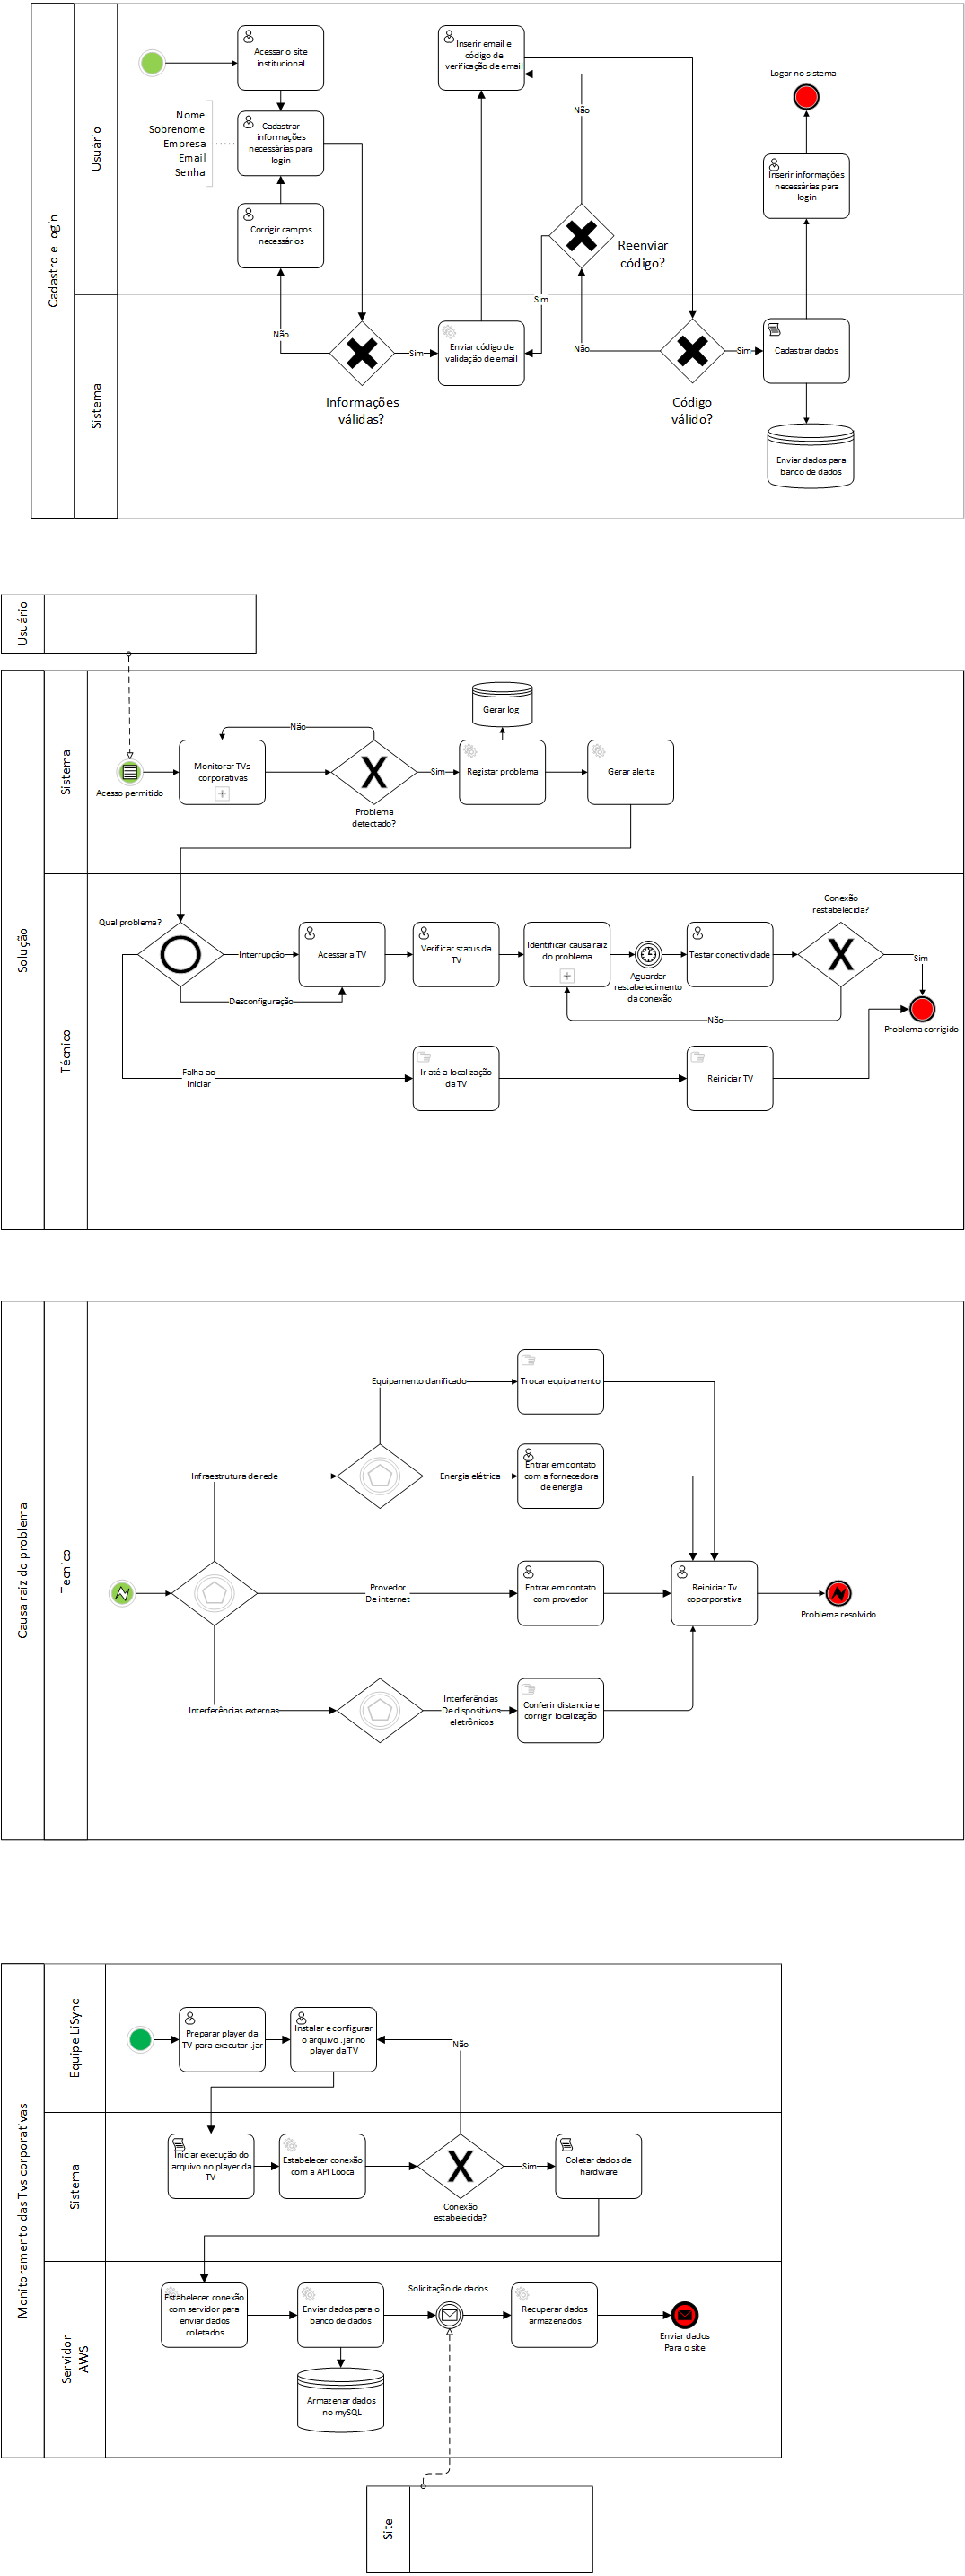 Cadastro e login
Usuário
Sistema
Acessar o site
institucional
Nome
Sobrenome
Empresa
Email
Senha
Cadastrar
informações
necessárias para
login
Corrigir campos
necessários
Não
Informações
válidas?
Sim
Inserir email e
código de
verificação de email
Enviar código de
validação de email
Não
Reenviar
código?
Sim
Não
Código
válido?
Sim
Logar no sistema
Inserir informações
necessárias para
login
Cadastrar dados
Enviar dados para
banco de dados
Usuário
Solução
Sistema
Técnico
Acesso permitido
Monitorar TVs
corporativas
Não
Problema
detectado?
Sim
Gerar log
Registar problema
Gerar alerta
Qual problema?
Interrupção
Desconfiguração
Falha ao
Iniciar
Acessar a TV
Verificar status da
TV
Identificar causa raiz
do problema
Aguardar
restabelecimento
da conexão
Testar conectividade
Conexão
restabelecida?
Sim
Não
Problema corrigido
Ir até a localização
da TV
Reiniciar TV
Causa raíz do problema
Tecnico
Infraestrutura de rede
Equipamento danificado
Trocar equipamento
Energia elétrica
Entrar em contato
com a fornecedora
de energia
Provedor
De internet
Entrar em contato
com provedor
Reiniciar Tv
coporporativa
Problema resolvido
Interferências externas
Interferências
De dispositivos
eletrônicos
Conferir distancia e
corrigir localização
Monitoramento das Tvs corporativas
Equipe LiSync
Sistema
Servidor
AWS
Preparar player da
TV para executar .jar
Instalar e configurar
o arquivo .jar no
player da TV
Não
Iniciar execução do
arquivo no player da
TV
Estabelecer conexão
com a API Looca
Conexão
estabelecida?
Sim
Coletar dados de
hardware
Estabelecer conexão
com servidor para
enviar dados
coletados
Enviar dados para o
banco de dados
Solicitação de dados
Recuperar dados
armazenados
Enviar dados
Para o site
Armazenar dados
no mySQL
Site